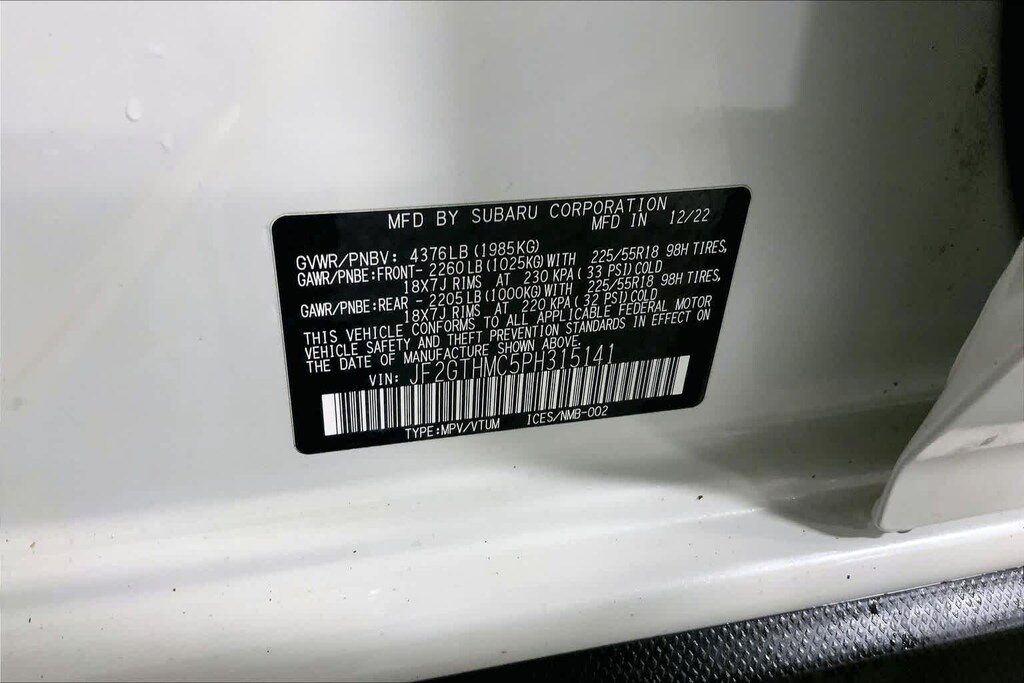 MFD BY SUBARU CORPORATION
MFD IN 12/22
GVWR/PNBV: 4376LB (1985KG)
GAWR/PNBE:FRONT- 2260LB (1025KG) WITH 225/55R18 98H TIRES,
18X7J RIMS AT 230 KPA( 33 PSI) COLD
GAWR/PNBE:REAR - 2205LB (1000KG) WITH 225/55R18 98H TIRES,
18X7J RIMS AT 220 KPA( 32 PSI) COLD
THIS VEHICLE CONFORMS TO ALL APPLICABLE FEDERAL MOTOR
VEHICLE SAFETY AND THEFT PREVENTION STANDARDS IN EFFECT ON
THE DATE OF MANUFACTURE SHOWN ABOVE.
VIN: JF2GTHMC5PH315141
TYPE:MPV/VTUM ICES/NMB-002